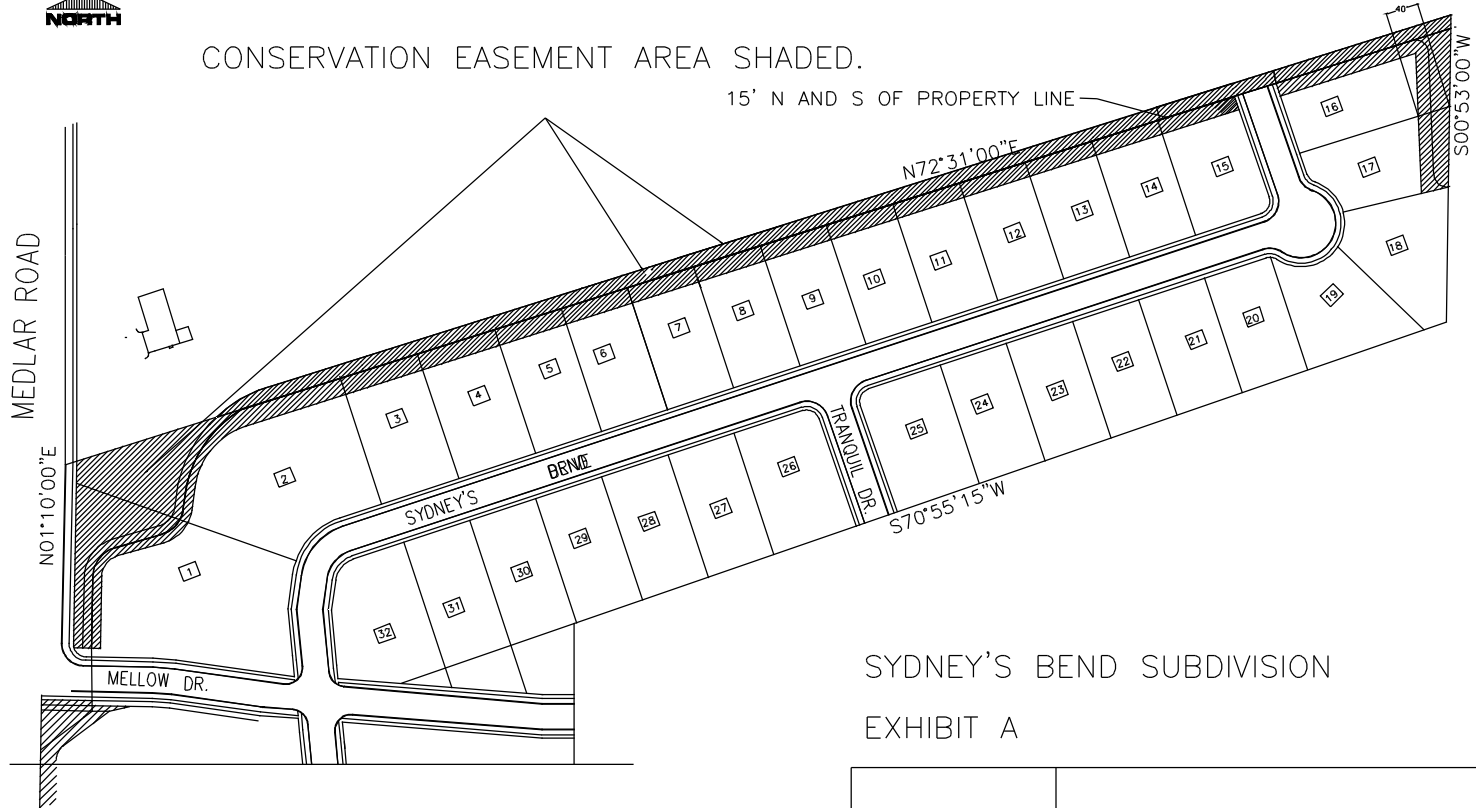 NORTH
CONSERVATION EASEMENT AREA SHADED.
15' N AND S OF PROPERTY LINE
40'
S00°53'00"W
N72°31'00"E
MEDLAR ROAD
N01°10'00"E
16
17
18
15
14
13
12
11
10
9
8
7
6
5
4
3
2
1
19
20
21
22
23
24
25
26
27
28
29
30
31
32
SYDNEY'S
TRANQUIL DR.
S70°55'15"W
MELLOW DR.
SYDNEY'S BEND SUBDIVISION
EXHIBIT A